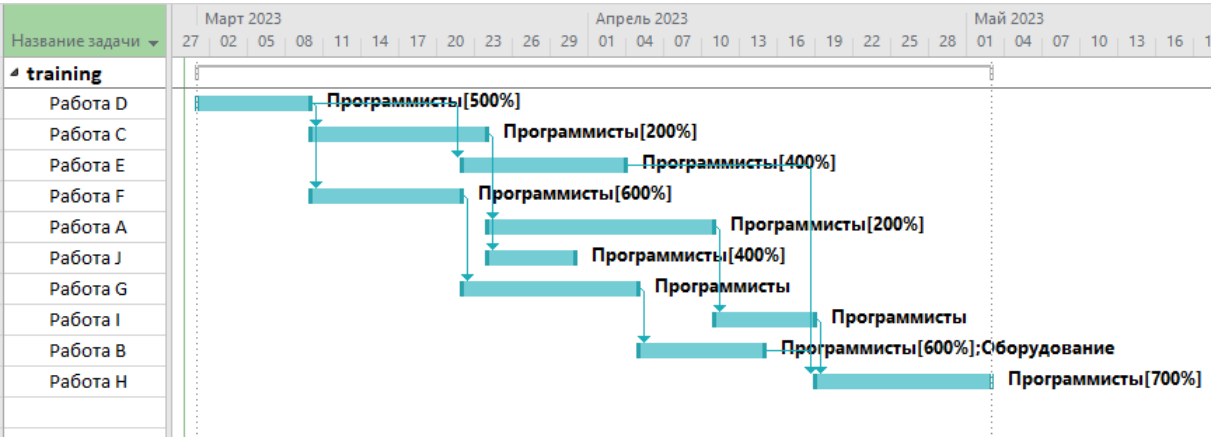 Март 2023 Апрель 2023 Май 2023
Название задачи 27 02 05 08 11 14 17 20 23 26 29 01 04 07 10 13 16 19 22 25 28 01 04 07 10 13 16 1
training
Работа D Программисты[500%]
Работа C Программисты[200%]
Работа E Программисты[400%]
Работа F Программисты[600%]
Работа A Программисты[200%]
Работа J Программисты[400%]
Работа G Программисты
Работа I Программисты
Работа B Программисты[600%];Оборудование
Работа H Программисты[700%]